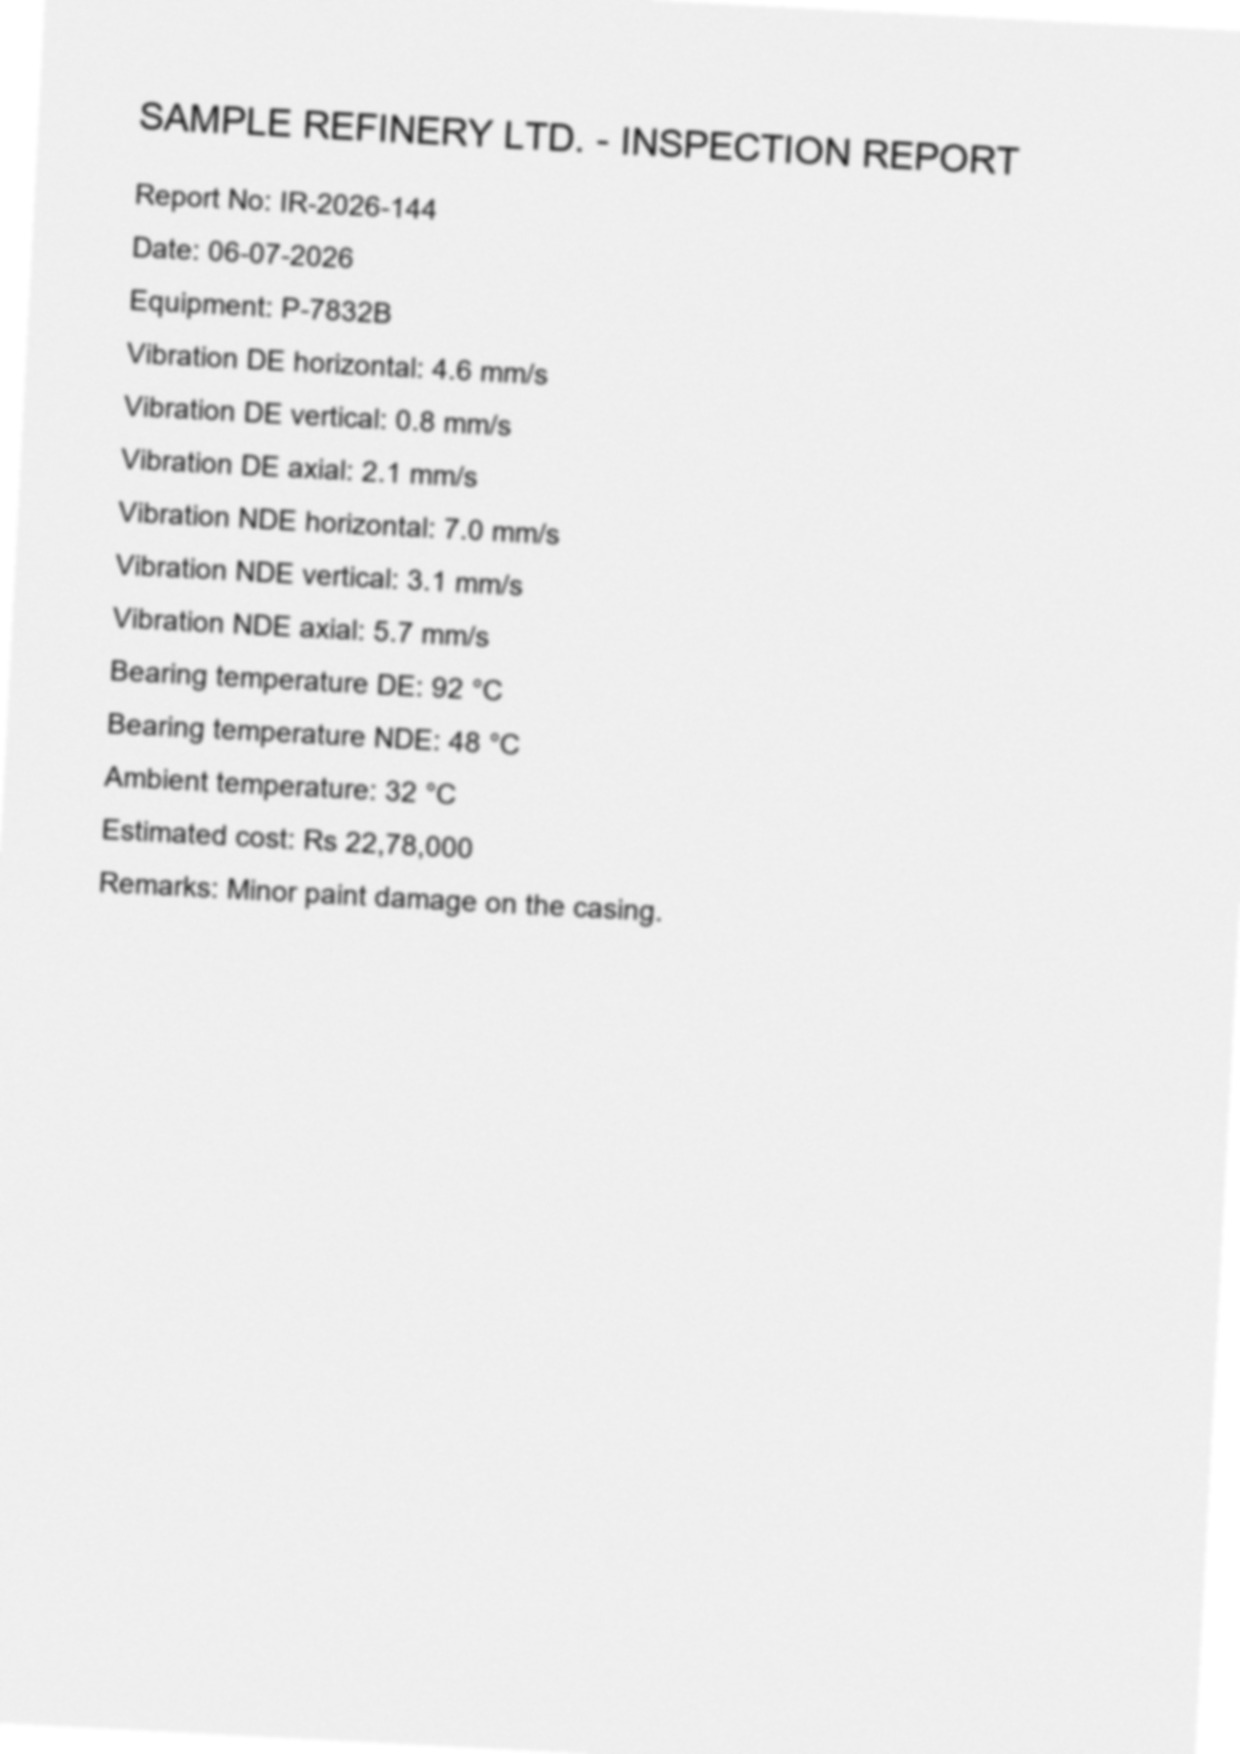 SAMPLE REFINERY LTD. - INSPECTION REPORT
Report No: IR-2026-144
Date: 06-07-2026
Equipment: P-7832B
Vibration DE horizontal: 4.6 mm/s
Vibration DE vertical: 0.8 mm/s
Vibration DE axial: 2.1 mm/s
Vibration NDE horizontal: 7.0 mm/s
Vibration NDE vertical: 3.1 mm/s
Vibration NDE axial: 5.7 mm/s
Bearing temperature DE: 92 °C
Bearing temperature NDE: 48 °C
Ambient temperature: 32 °C
Estimated cost: Rs 22,78,000
Remarks: Minor paint damage on the casing.